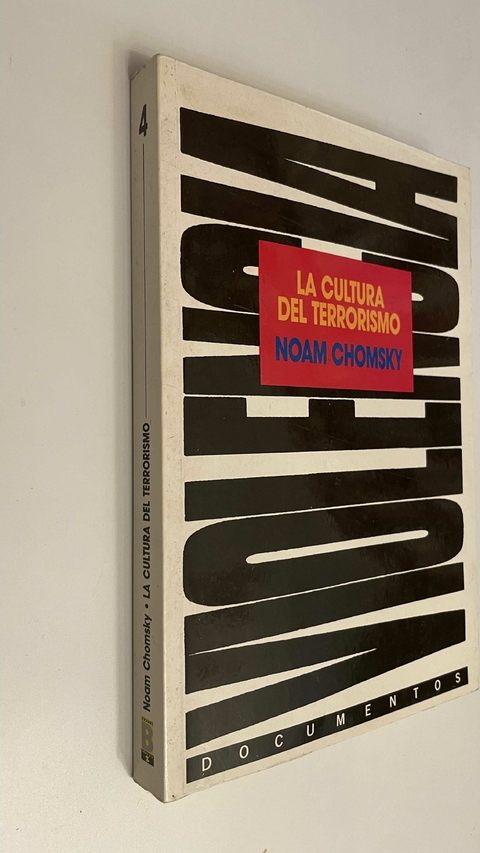 VIOLENCIA
LA CULTURA
DEL TERRORISMO
NOAM CHOMSKY
DOCUMENTOS
4
Noam Chomsky • LA CULTURA DEL TERRORISMO
B